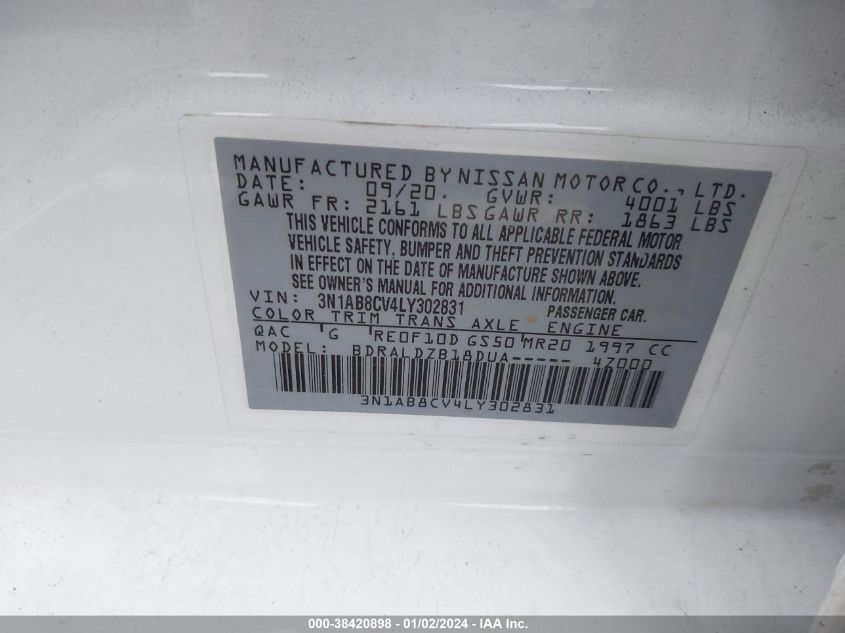 MANUFACTURED BY NISSAN MOTOR CO., LTD.
DATE: 09/20. GVWR: 4001 LBS
GAWR FR: 2161 LBS GAWR RR: 1863 LBS
THIS VEHICLE CONFORMS TO ALL APPLICABLE FEDERAL MOTOR
VEHICLE SAFETY, BUMPER AND THEFT PREVENTION STANDARDS
IN EFFECT ON THE DATE OF MANUFACTURE SHOWN ABOVE.
SEE OWNER'S MANUAL FOR ADDITIONAL INFORMATION.
VIN: 3N1AB8CV4LY302831 PASSENGER CAR.
COLOR TRIM TRANS AXLE ENGINE
QAC G RE0F10D GS50 MR20 1997 CC
MODEL: BDRALDZB18DUA----- 47000
3N1AB8CV4LY302831
000-38420898 - 01/02/2024 - IAA Inc.